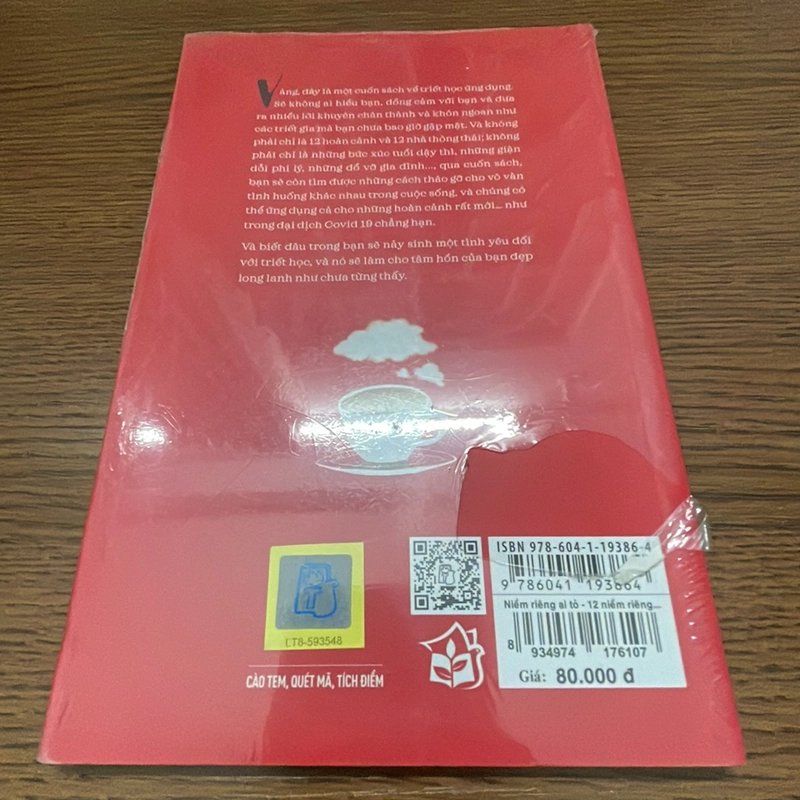 Vâng, đây là một cuốn sách về triết học ứng dụng.
Sẽ không ai hiểu bạn, đồng cảm với bạn và đưa
ra nhiều lời khuyên chân thành và khôn ngoan như
các triết gia mà bạn chưa bao giờ gặp mặt. Và không
phải chỉ là 12 hoàn cảnh và 12 nhà thông thái; không
phải chỉ là những bức xúc tuổi dậy thì, những giận
dỗi phi lý, những đổ vỡ gia đình..., qua cuốn sách,
bạn sẽ còn tìm được những cách tháo gỡ cho vô vàn
tình huống khác nhau trong cuộc sống, và chúng có
thể ứng dụng cả cho những hoàn cảnh rất mới... như
trong đại dịch Covid 19 chẳng hạn.
Và biết đâu trong bạn sẽ nảy sinh một tình yêu đối
với triết học, và nó sẽ làm cho tâm hồn của bạn đẹp
long lanh như chưa từng thấy.
ISBN 978-604-1-19386-4
9 786041 193864
Niềm riêng ai tỏ - 12 niềm riêng....
8 934974 176107
Giá: 80.000 đ
LT8-593548
CÀO TEM, QUÉT MÃ, TÍCH ĐIỂM